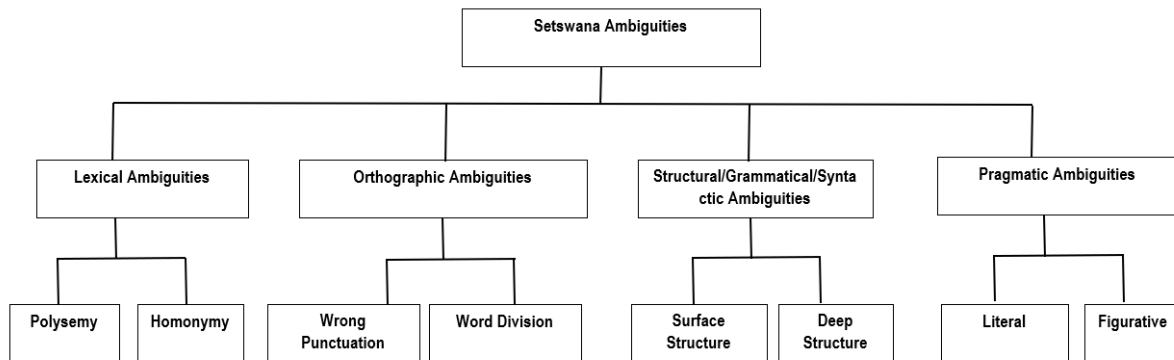 Setswana Ambiguities
Lexical Ambiguities
Orthographic Ambiguities
Structural/Grammatical/Synta
ctic Ambiguities
Pragmatic Ambiguities
Polysemy
Homonymy
Wrong
Punctuation
Word Division
Surface
Structure
Deep
Structure
Literal
Figurative